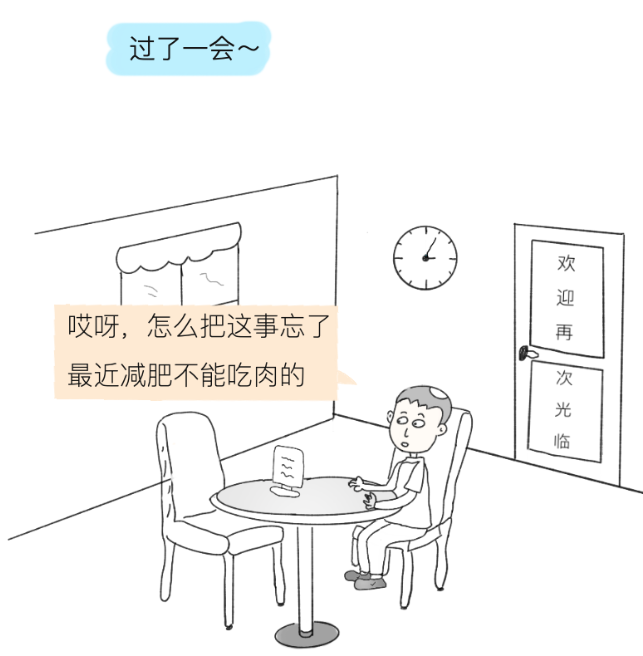 过了一会～
哎呀，怎么把这事忘了
最近减肥不能吃肉的
欢
迎
再
次
光
临